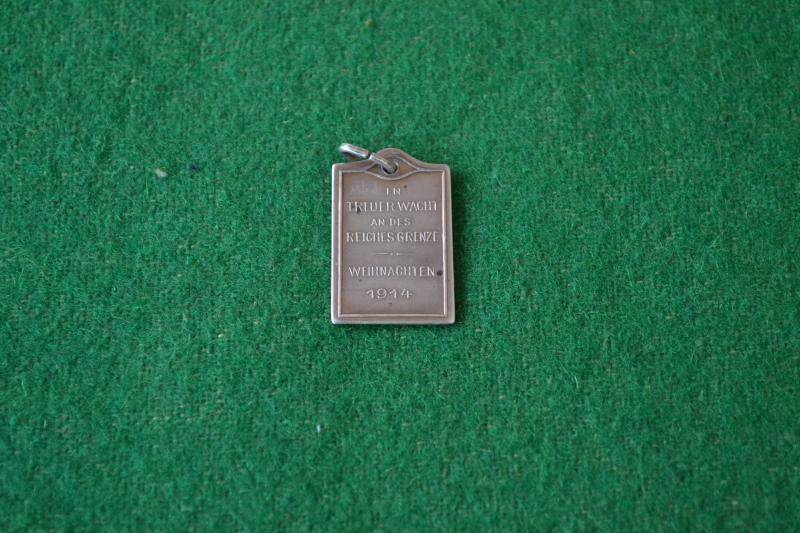 IN
TREUER WACHT
AN DES
REICHES GRENZE
WEIHNACHTEN
1914